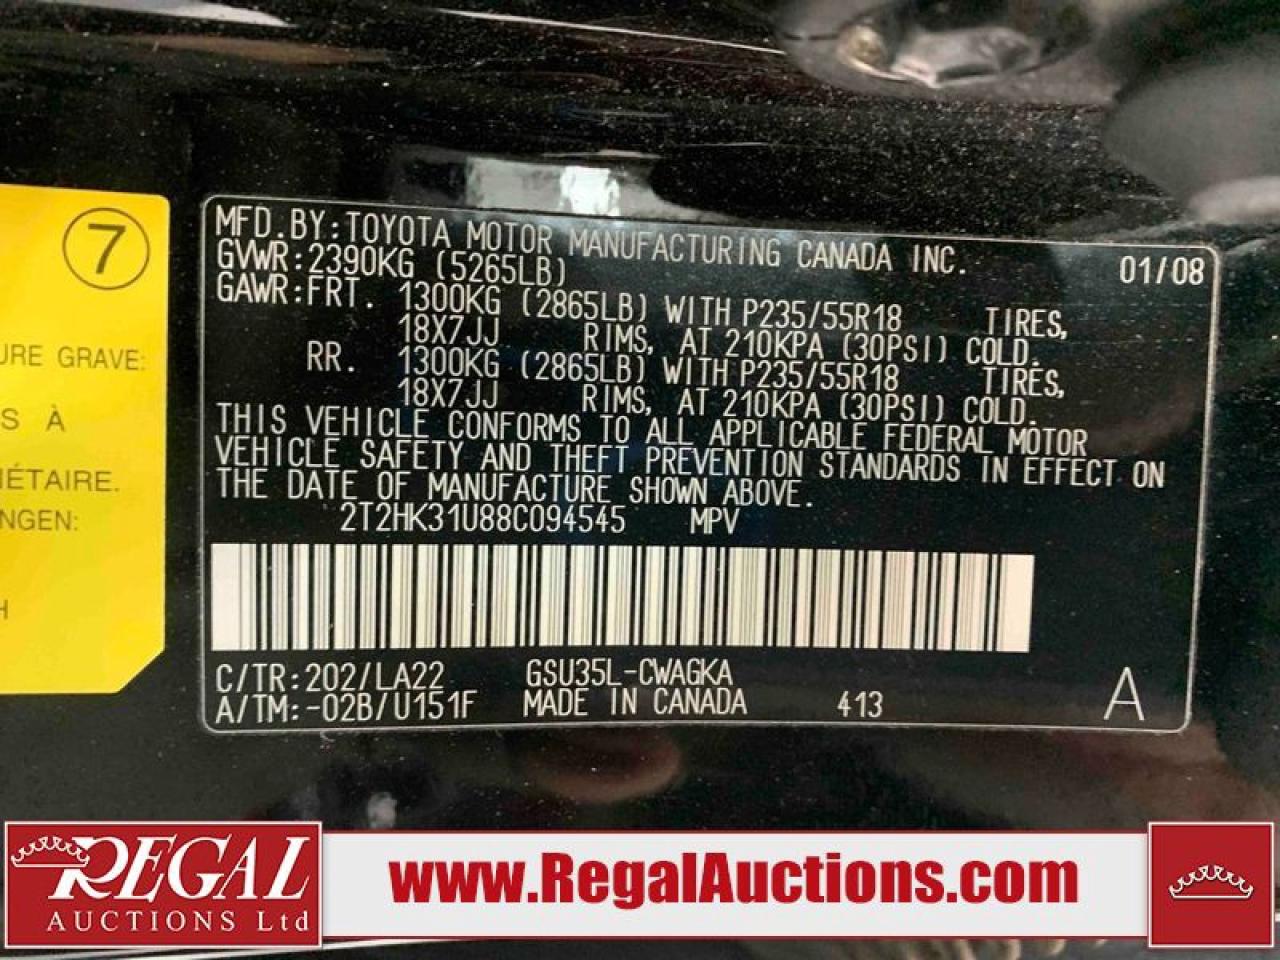 7
URE GRAVE:
S À
IÉTAIRE.
NGEN:
H
MFD.BY:TOYOTA MOTOR MANUFACTURING CANADA INC. 01/08
GVWR:2390KG (5265LB)
GAWR:FRT. 1300KG (2865LB) WITH P235/55R18 TIRES,
18X7JJ RIMS, AT 210KPA (30PSI) COLD.
RR. 1300KG (2865LB) WITH P235/55R18 TIRES,
18X7JJ RIMS, AT 210KPA (30PSI) COLD.
THIS VEHICLE CONFORMS TO ALL APPLICABLE FEDERAL MOTOR
VEHICLE SAFETY AND THEFT PREVENTION STANDARDS IN EFFECT ON
THE DATE OF MANUFACTURE SHOWN ABOVE.
2T2HK31U88C094545 MPV
C/TR:202/LA22 GSU35L-CWAGKA
A/TM:-02B/U151F MADE IN CANADA 413 A
REGAL
AUCTIONS Ltd
www.RegalAuctions.com